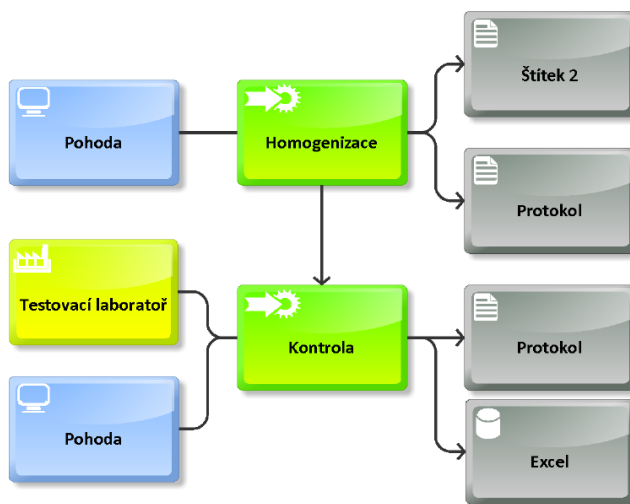 Štítek 2
Pohoda
Homogenizace
Protokol
Testovací laboratoř
Kontrola
Protokol
Pohoda
Excel